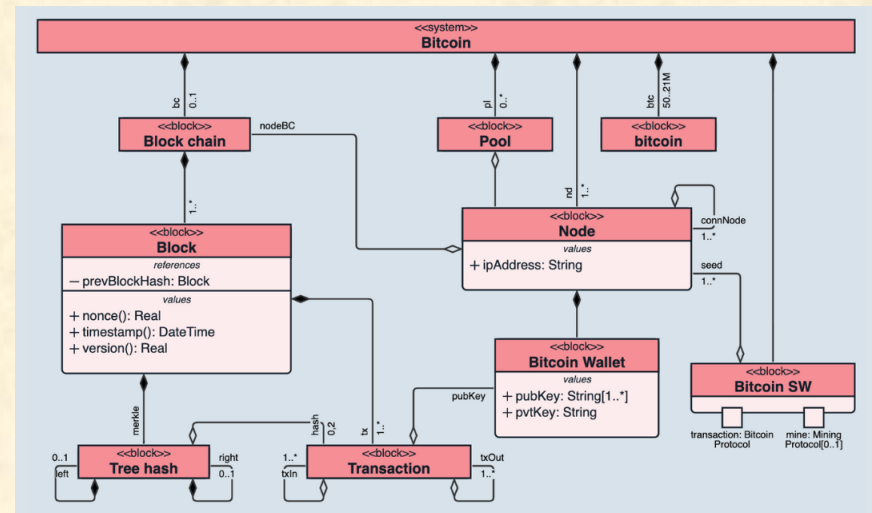 <<system>>
Bitcoin
bc
0..1
pl
0..*
nd
1..*
btc
50..21M
<<block>>
Block chain
nodeBC
<<block>>
Pool
<<block>>
bitcoin
1..*
<<block>>
Block
references
— prevBlockHash: Block
values
+ nonce(): Real
+ timestamp(): DateTime
+ version(): Real
<<block>>
Node
values
+ ipAddress: String
connNode
1..*
seed
1..*
<<block>>
Bitcoin Wallet
values
+ pubKey: String[1..*]
+ pvtKey: String
pubKey
<<block>>
Bitcoin SW
transaction: Bitcoin
Protocol
mine: Mining
Protocol[0..1]
merkle
hash
0,2
tx
1..*
0..1
left
<<block>>
Tree hash
right
0..1
1..*
txIn
<<block>>
Transaction
txOut
1..*